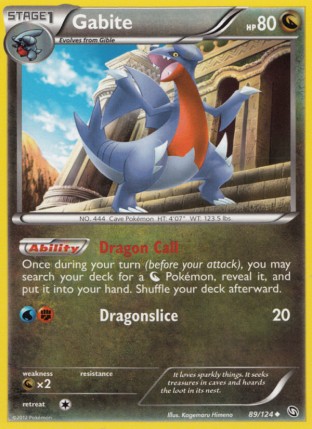 STAGE1
Gabite
HP80
Evolves from Gible
NO. 444 Cave Pokémon HT: 4'07" WT: 123.5 lbs.
Ability
Dragon Call
Once during your turn (before your attack), you may
search your deck for a Pokémon, reveal it, and
put it into your hand. Shuffle your deck afterward.
Dragonslice 20
weakness resistance
×2
It loves sparkly things. It seeks
treasures in caves and hoards
the loot in its nest.
retreat
©2012 Pokémon
Illus. Kagemaru Himeno
89/124